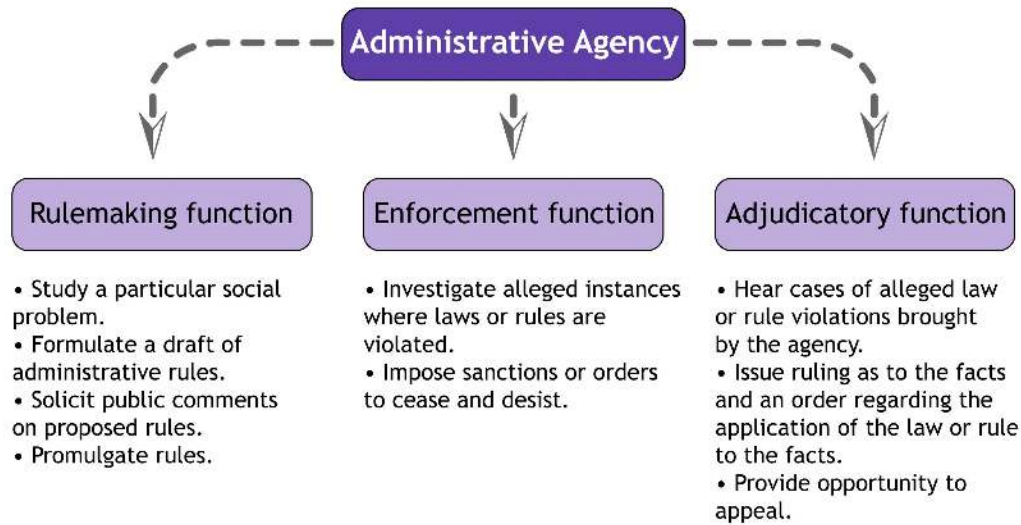 Administrative Agency
Rulemaking function
• Study a particular social
problem.
• Formulate a draft of
administrative rules.
• Solicit public comments
on proposed rules.
• Promulgate rules.
Enforcement function
• Investigate alleged instances
where laws or rules are
violated.
• Impose sanctions or orders
to cease and desist.
Adjudicatory function
• Hear cases of alleged law
or rule violations brought
by the agency.
• Issue ruling as to the facts
and an order regarding the
application of the law or rule
to the facts.
• Provide opportunity to
appeal.